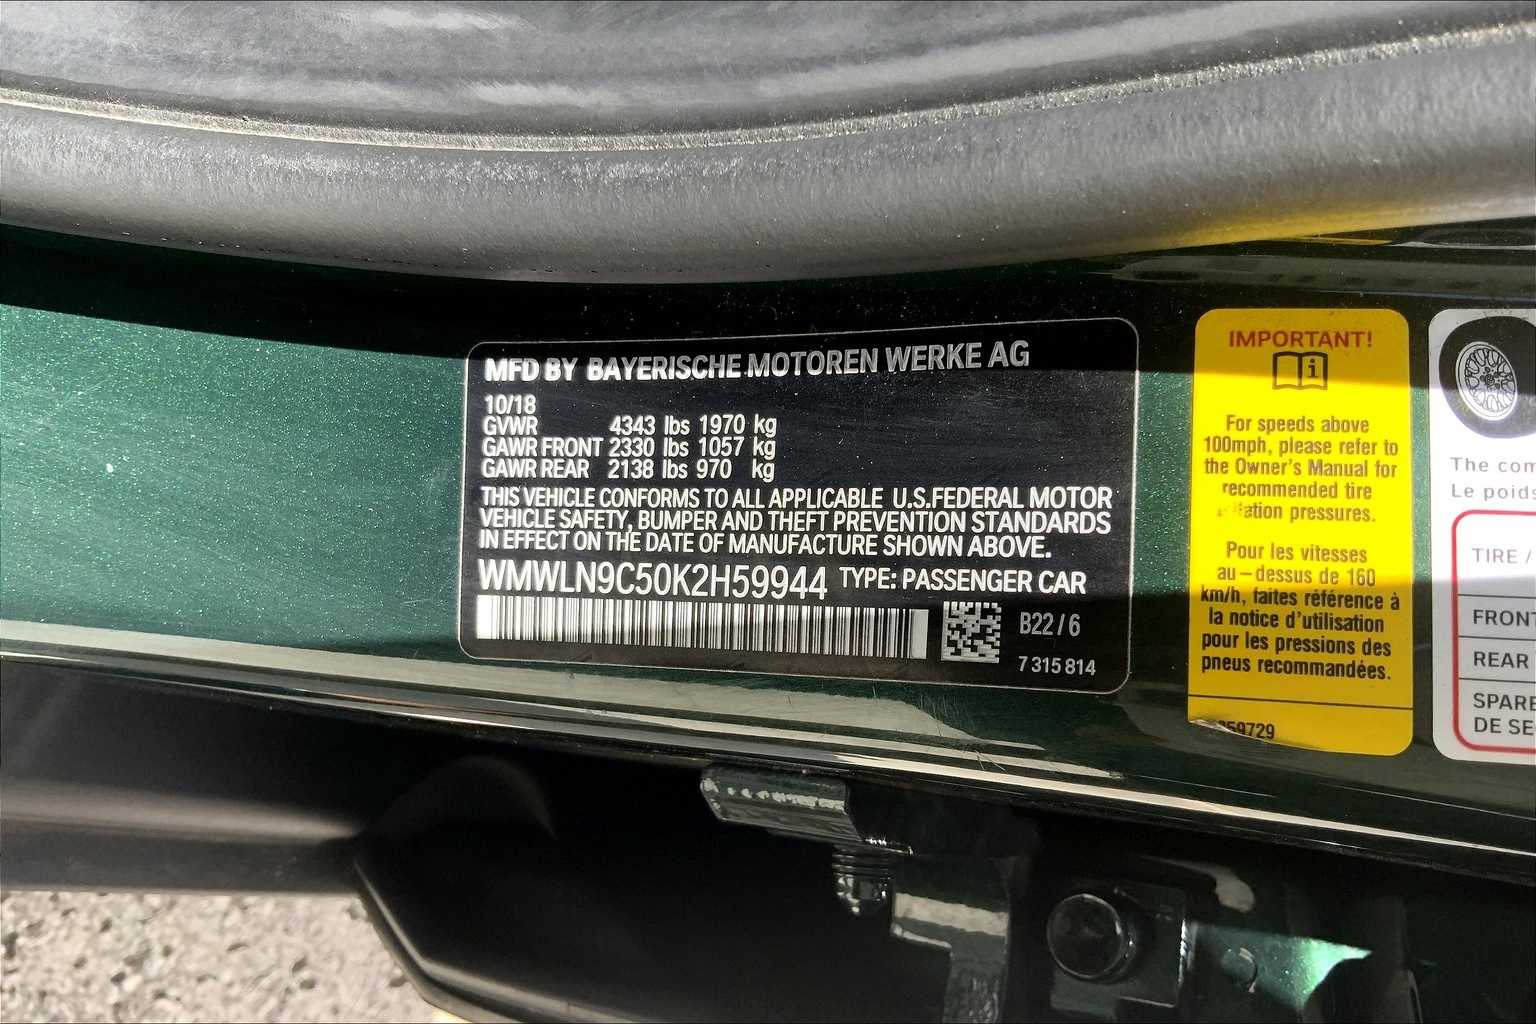 MFD BY BAYERISCHE MOTOREN WERKE AG
10/18
GVWR 4343 lbs 1970 kg
GAWR FRONT 2330 lbs 1057 kg
GAWR REAR 2138 lbs 970 kg
THIS VEHICLE CONFORMS TO ALL APPLICABLE U.S.FEDERAL MOTOR
VEHICLE SAFETY, BUMPER AND THEFT PREVENTION STANDARDS
IN EFFECT ON THE DATE OF MANUFACTURE SHOWN ABOVE.
WMWLN9C50K2H59944 TYPE: PASSENGER CAR
B22/6
7 315 814
IMPORTANT!
i
For speeds above
100mph, please refer to
the Owner's Manual for
recommended tire
pressures.
Pour les vitesses
au-dessus de 160
km/h, faites référence à
la notice d'utilisation
pour les pressions des
pneus recommandées.
59729
The com
Le poids
TIRE /
FRONT
REAR
SPARE
DE SE